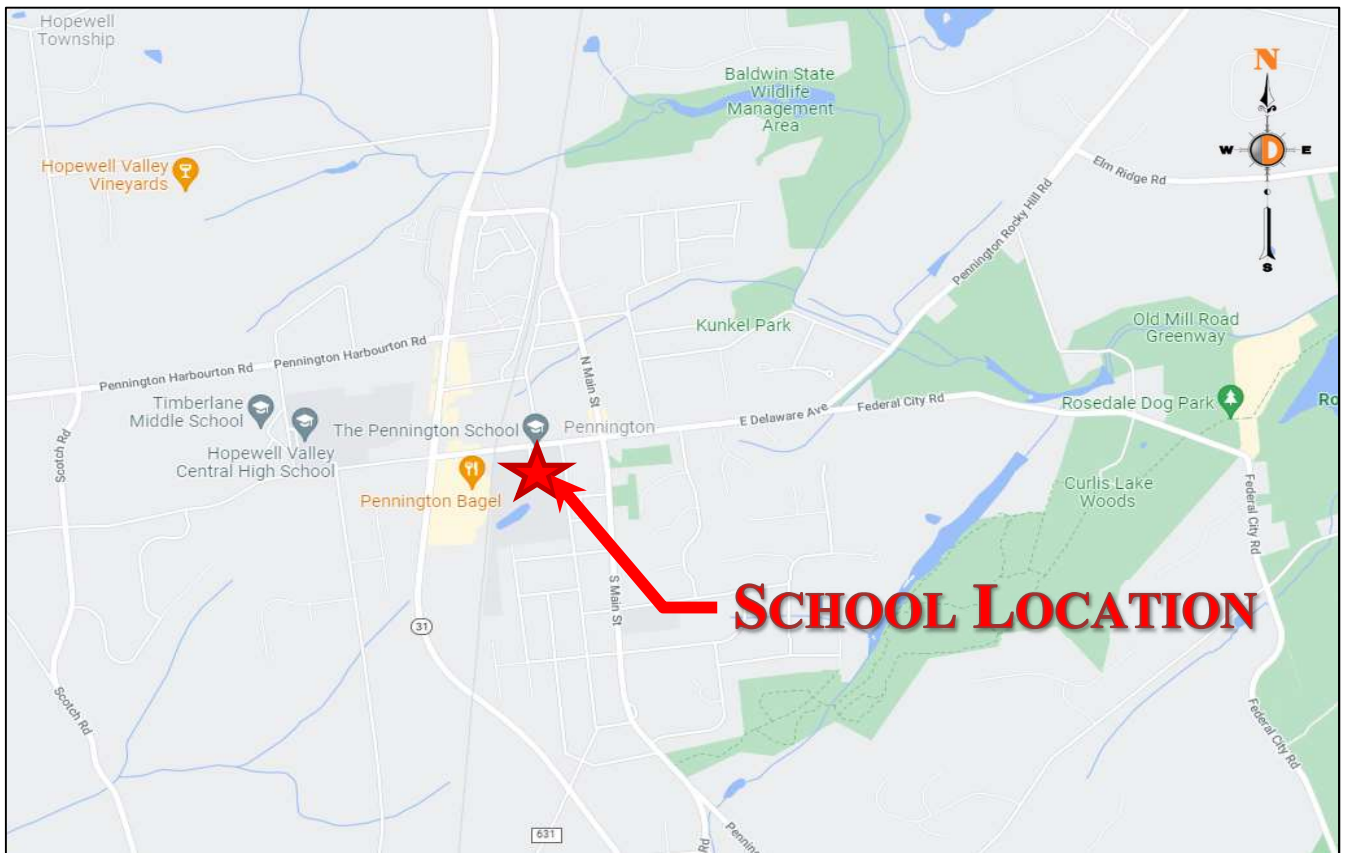 Hopewell
Township
Baldwin State
Wildlife
Management
Area
N
W
D
E
S
Hopewell Valley
Vineyards
Elm Ridge Rd
Pennington Rocky Hill Rd
Kunkel Park
Old Mill Road
Greenway
Pennington Harbourton Rd
Pennington Harbourton Rd
N Main St
Timberlane
Middle School
Rosedale Dog Park
Ro
E Delaware Ave
Federal City Rd
The Pennington School
Pennington
Hopewell Valley
Central High School
Scotch Rd
Pennington Bagel
Curlis Lake
Woods
Federal City Rd
S Main St
SCHOOL LOCATION
31
Scotch Rd
Federal City Rd
631
Rd
Pennin